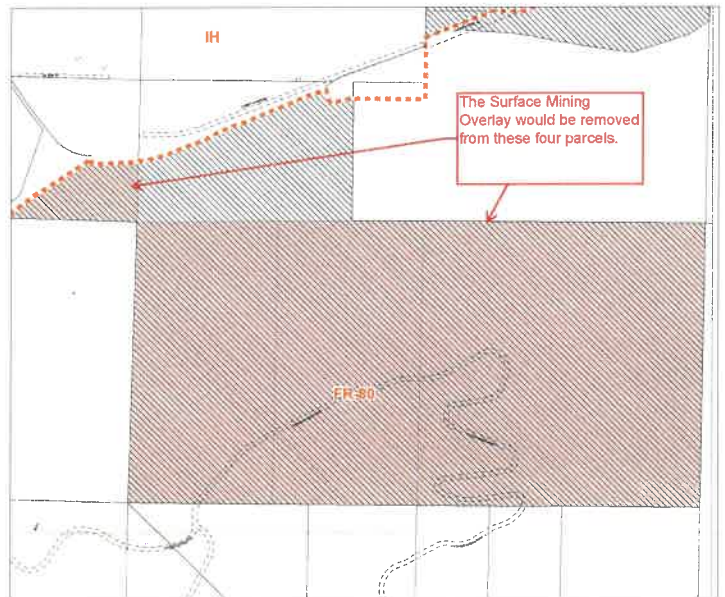 IH
The Surface Mining
Overlay would be removed
from these four parcels.
FR-80